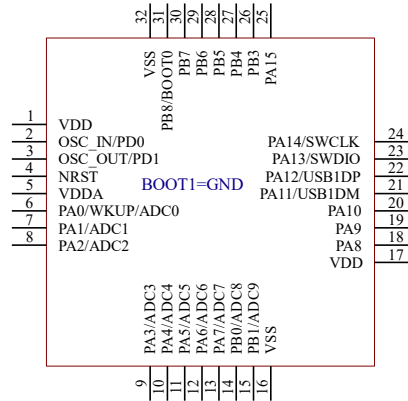 32 31 30 29 28 27 26 25
VSS
PB8/BOOT0
PB7
PB6
PB5
PB4
PB3
PA15
1 VDD
2 OSC_IN/PD0
3 OSC_OUT/PD1
4 NRST
5 VDDA
6 PA0/WKUP/ADC0
7 PA1/ADC1
8 PA2/ADC2
BOOT1=GND
PA14/SWCLK 24
PA13/SWDIO 23
PA12/USB1DP 22
PA11/USB1DM 21
PA10 20
PA9 19
PA8 18
VDD 17
PA3/ADC3
PA4/ADC4
PA5/ADC5
PA6/ADC6
PA7/ADC7
PB0/ADC8
PB1/ADC9
VSS
9 10 11 12 13 14 15 16